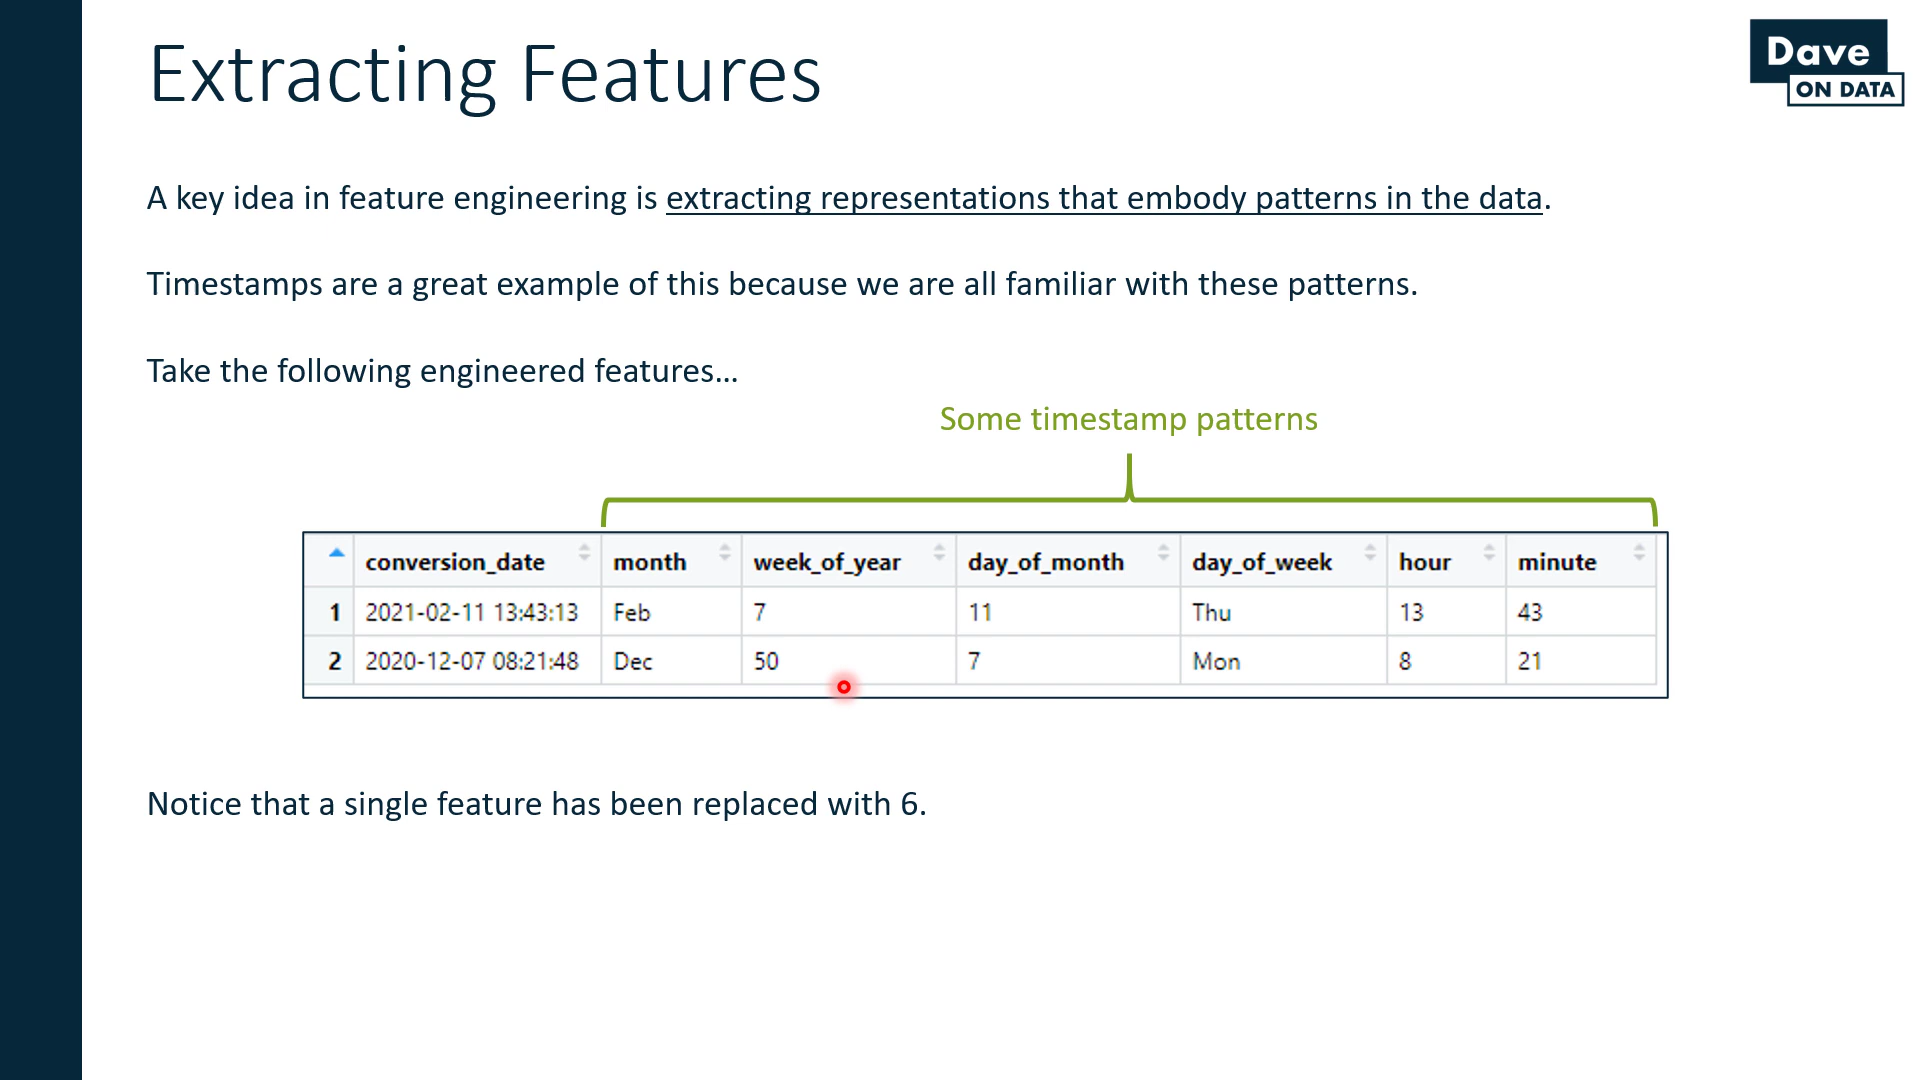 Extracting Features
Dave
ON DATA
A key idea in feature engineering is extracting representations that embody patterns in the data.
Timestamps are a great example of this because we are all familiar with these patterns.
Take the following engineered features…
Some timestamp patterns
conversion_date month week_of_year day_of_month day_of_week hour minute
1 2021-02-11 13:43:13 Feb 7 11 Thu 13 43
2 2020-12-07 08:21:48 Dec 50 7 Mon 8 21
Notice that a single feature has been replaced with 6.